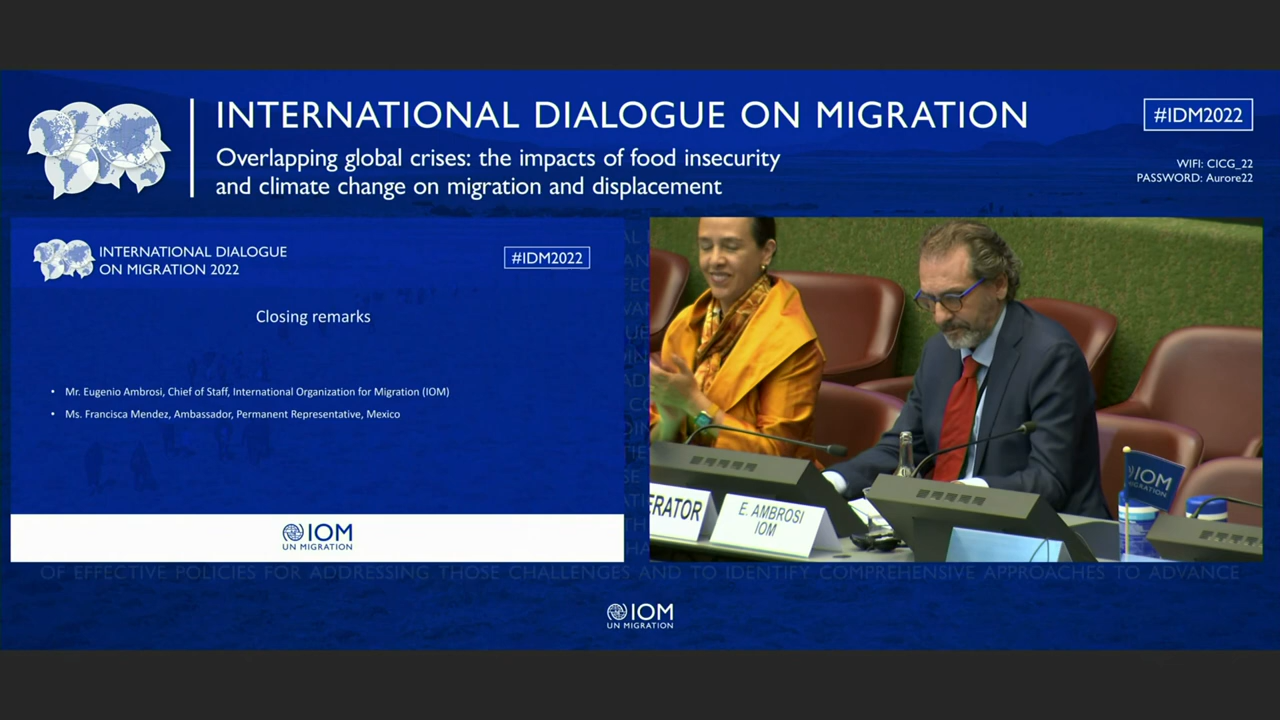 INTERNATIONAL DIALOGUE ON MIGRATION
Overlapping global crises: the impacts of food insecurity
and climate change on migration and displacement
#IDM2022
WIFI: CICG_22
PASSWORD: Aurore22
INTERNATIONAL DIALOGUE
ON MIGRATION 2022
#IDM2022
Closing remarks
• Mr. Eugenio Ambrosi, Chief of Staff, International Organization for Migration (IOM)
• Ms. Francisca Mendez, Ambassador, Permanent Representative, Mexico
IOM
UN MIGRATION
ERATOR
E. AMBROSI
IOM
IOM
MIGRATION
OF EFFECTIVE POLICIES FOR ADDRESSING THOSE CHALLENGES AND TO IDENTIFY COMPREHENSIVE APPROACHES TO ADVANCE
IOM
UN MIGRATION